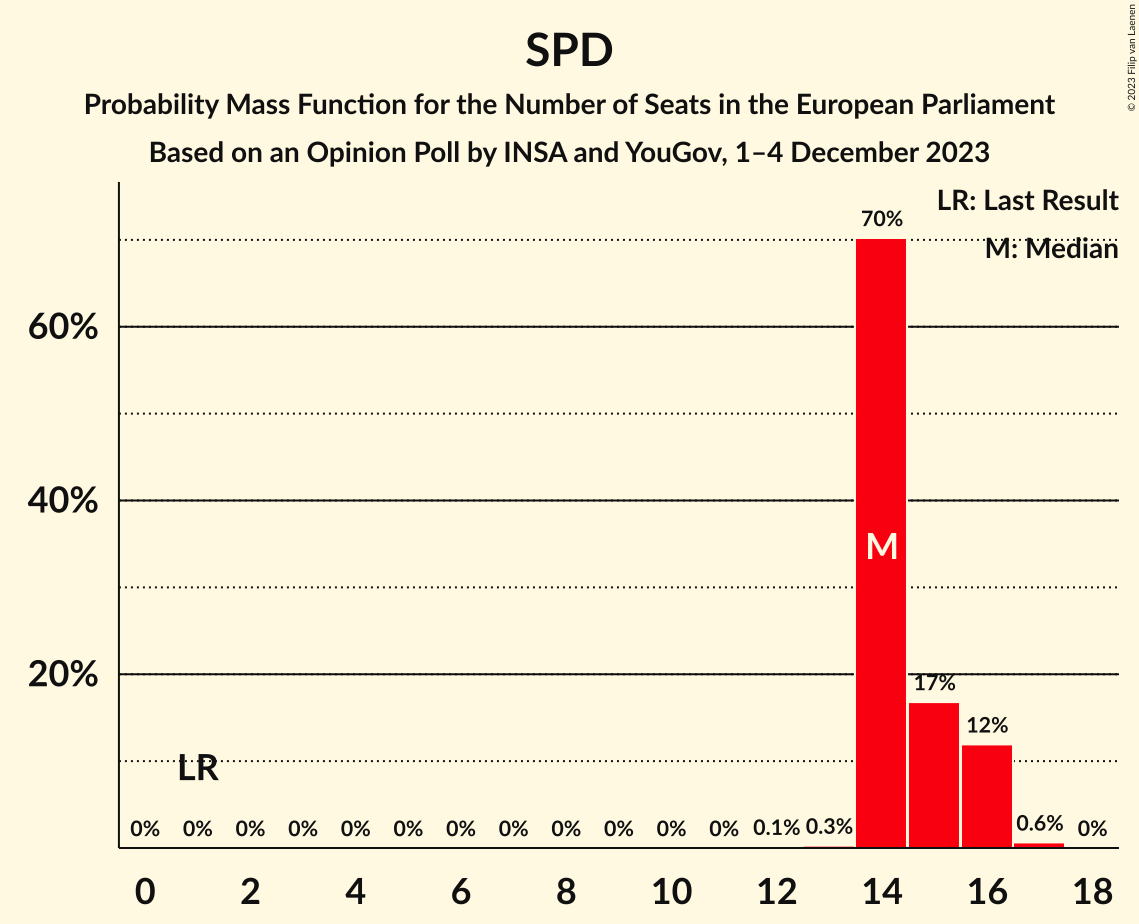 SPD
Probability Mass Function for the Number of Seats in the European Parliament
Based on an Opinion Poll by INSA and YouGov, 1–4 December 2023
© 2023 Filip van Laenen
LR: Last Result
M: Median
70%
60%
40%
M
20%
17%
12%
LR
0% 0% 0% 0% 0% 0% 0% 0% 0% 0% 0% 0% 0.1% 0.3% 0.6% 0%
0 2 4 6 8 10 12 14 16 18